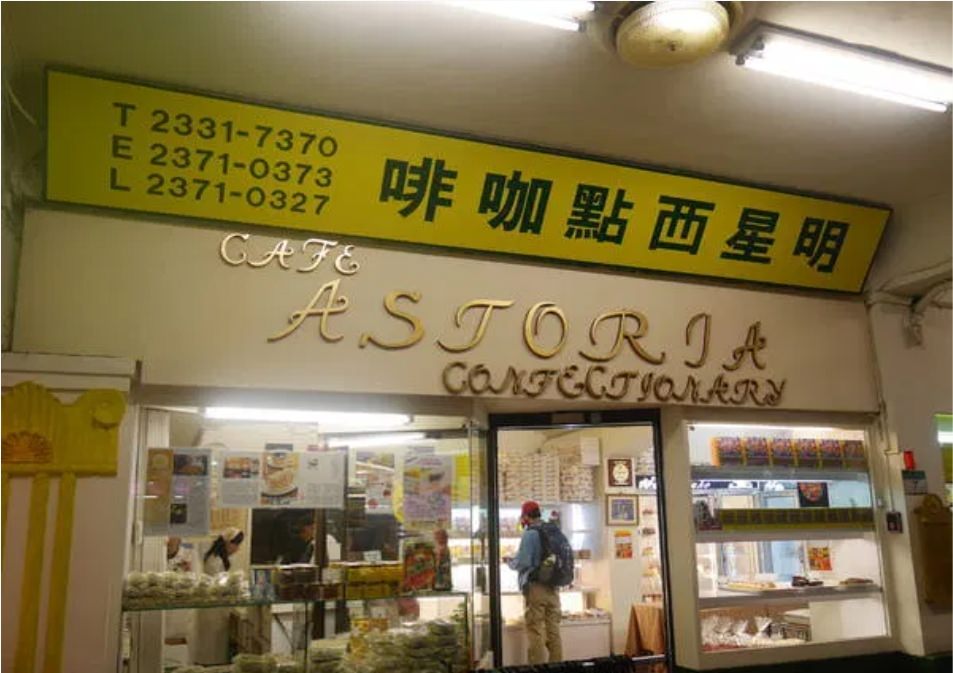 T 2331-7370
E 2371-0373
L 2371-0327
啡咖點西星明
CAFE
ASTORIA
CONFECTIONARY